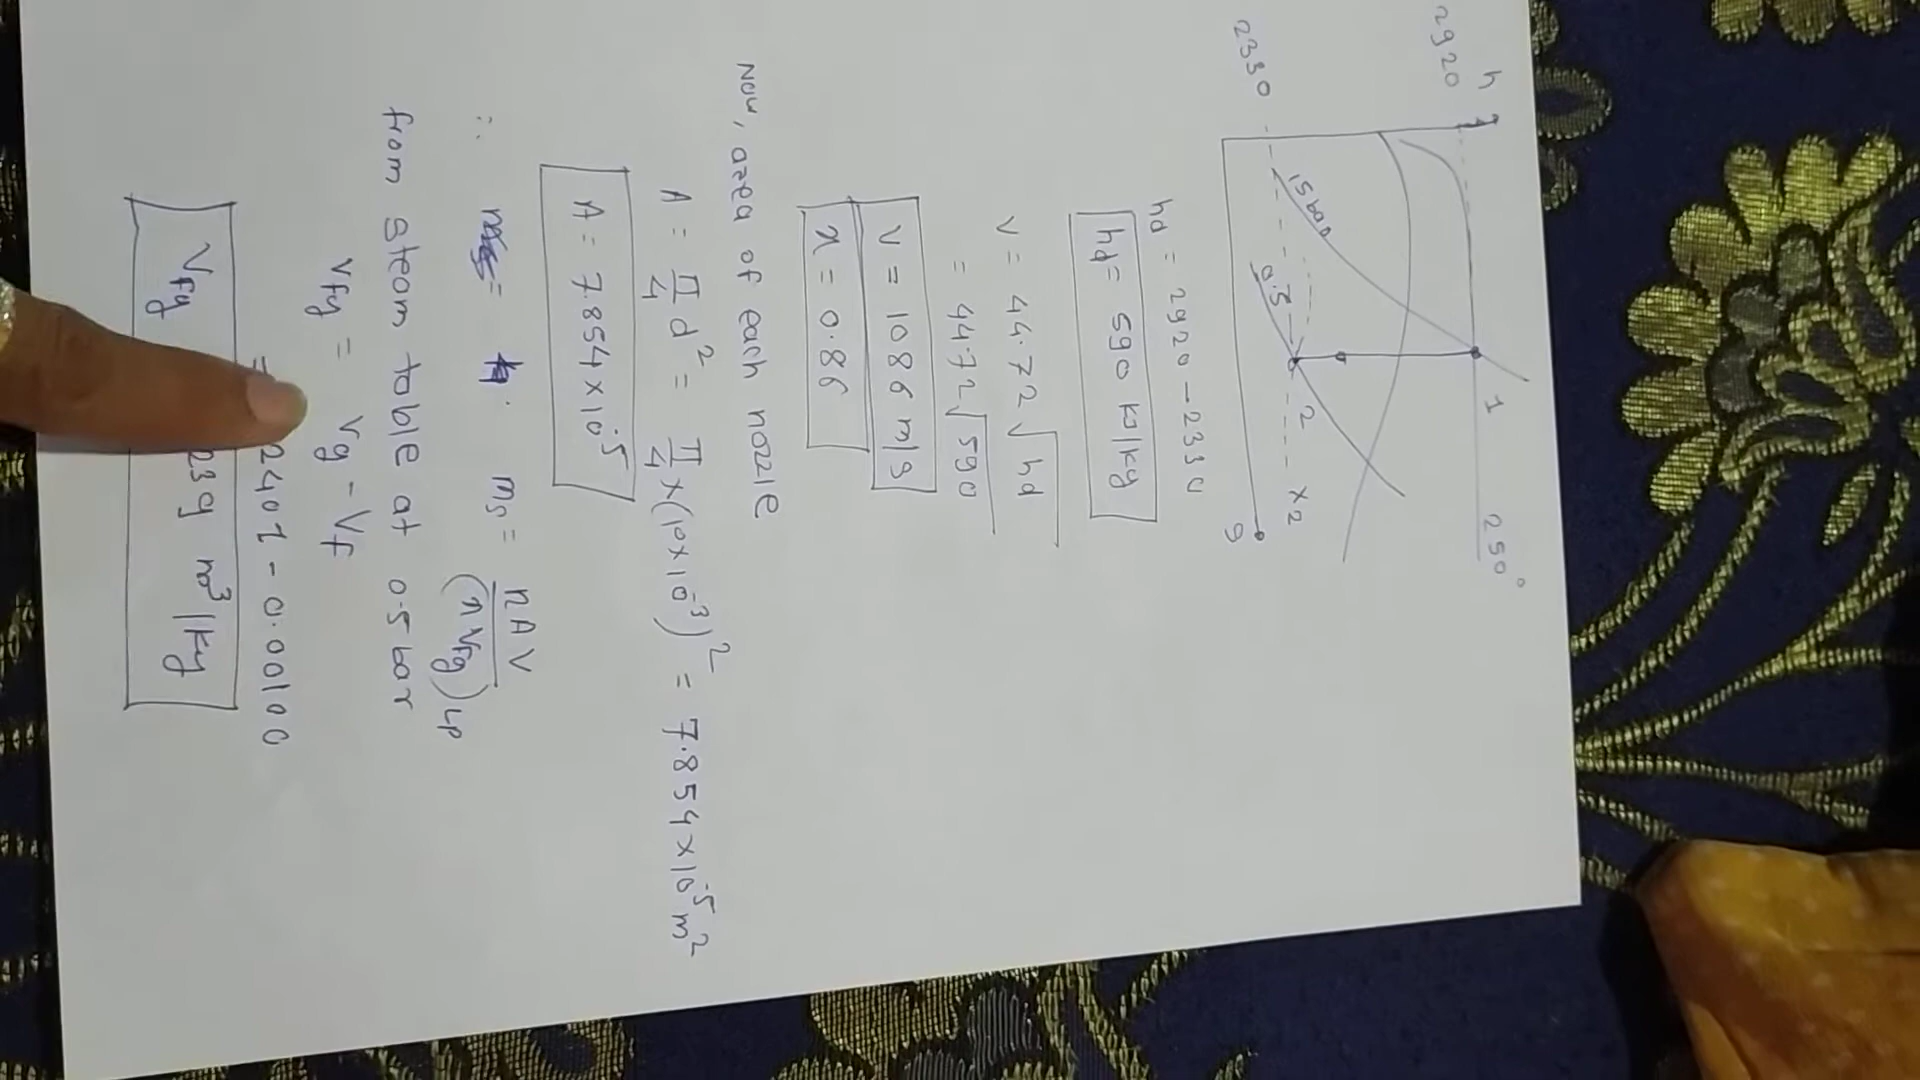 h
2920
1
250°
15 bar
0.5
2
x2
2330
s
hd = 2920 - 2330
hd = 590 kJ/kg
V = 44.72 √hd
= 44.72 √590
V = 1086 m/s
x = 0.86
Now, area of each nozzle
A = π/4 d² = π/4 × (10×10⁻³)² = 7.854×10⁻⁵ m²
A = 7.854×10⁻⁵
∴ ms = nAV/(x Vfg)LP
from steam table at 0.5 bar
Vfg = Vg - Vf
2401 - 0.00100
Vfg 239 m³/kg